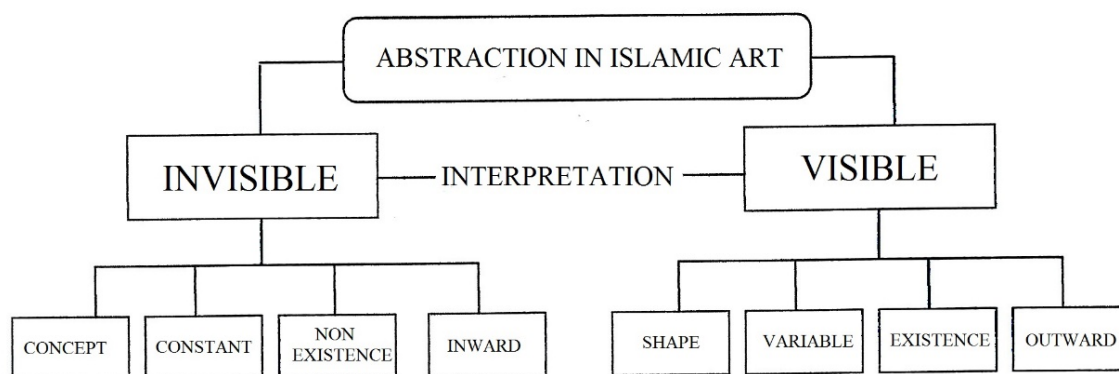 ABSTRACTION IN ISLAMIC ART
INVISIBLE
INTERPRETATION
VISIBLE
CONCEPT
CONSTANT
NON
EXISTENCE
INWARD
SHAPE
VARIABLE
EXISTENCE
OUTWARD